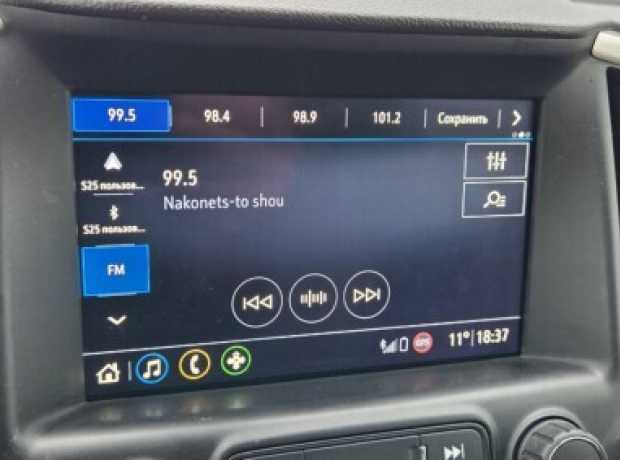 99.5 98.4 98.9 101.2 Сохранить
S25 пользов...
99.5
Nakonets-to shou
S25 пользов...
FM
GPS 11° 18:37